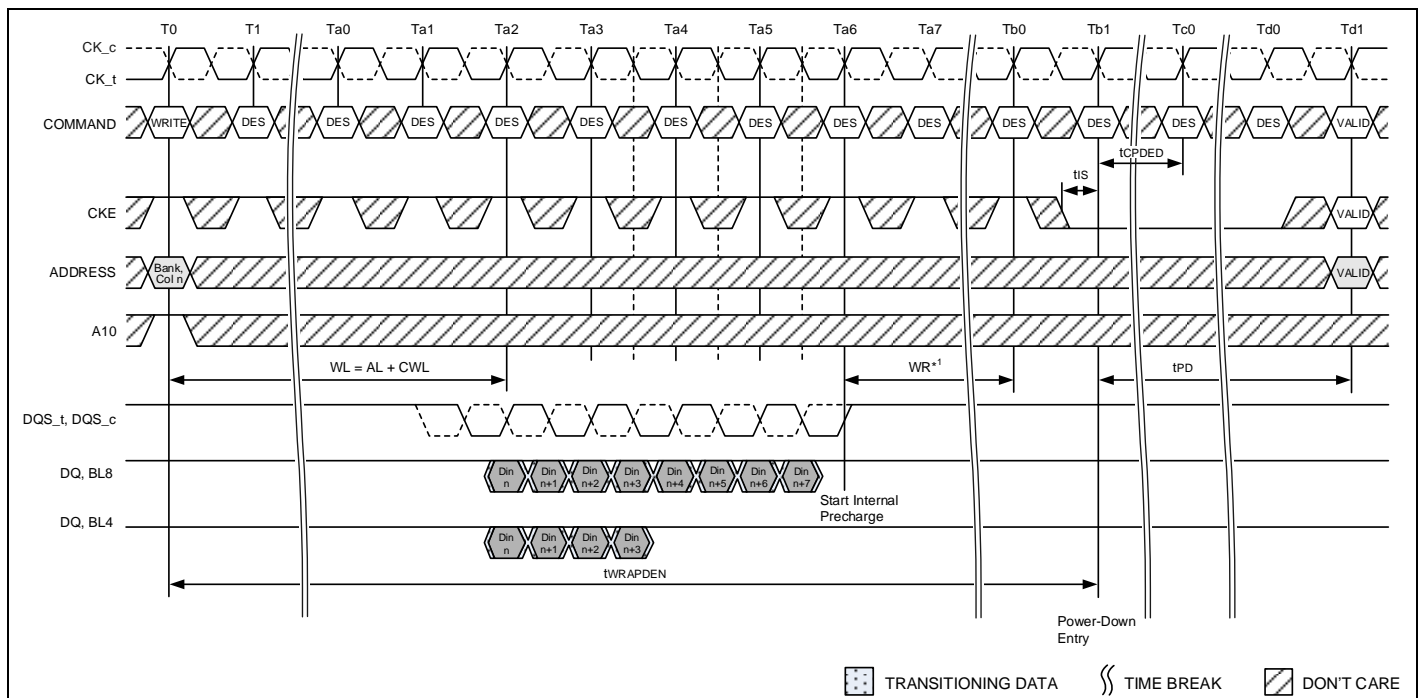 T0 T1 Ta0 Ta1 Ta2 Ta3 Ta4 Ta5 Ta6 Ta7 Tb0 Tb1 Tc0 Td0 Td1
CK_c
CK_t
COMMAND WRITE DES DES DES DES DES DES DES DES DES DES DES DES DES VALID
tCPDED
tIS
CKE VALID
ADDRESS Bank, Col n VALID
A10
WL = AL + CWL WR*1 tPD
DQS_t, DQS_c
DQ, BL8 Din n Din n+1 Din n+2 Din n+3 Din n+4 Din n+5 Din n+6 Din n+7
Start Internal
Precharge
DQ, BL4 Din n Din n+1 Din n+2 Din n+3
tWRAPDEN
Power-Down
Entry
TRANSITIONING DATA TIME BREAK DON'T CARE